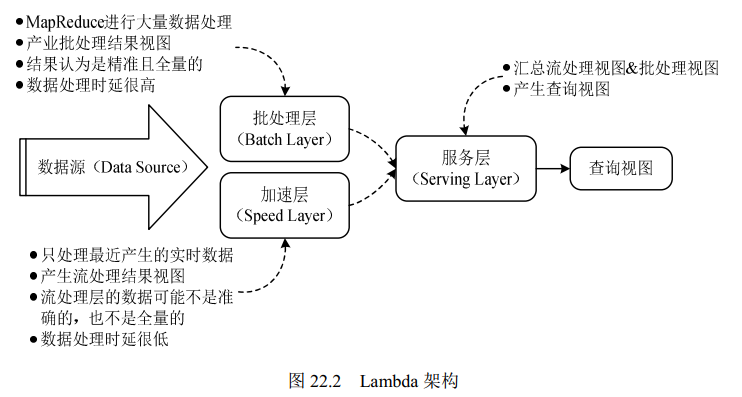 ●MapReduce进行大量数据处理
●产业批处理结果视图
●结果认为是精准且全量的
●数据处理时延很高
●汇总流处理视图&批处理视图
●产生查询视图
数据源（Data Source）
批处理层
（Batch Layer）
加速层
（Speed Layer）
服务层
（Serving Layer）
查询视图
●只处理最近产生的实时数据
●产生流处理结果视图
●流处理层的数据可能不是准
确的，也不是全量的
●数据处理时延很低
图 22.2 Lambda 架构